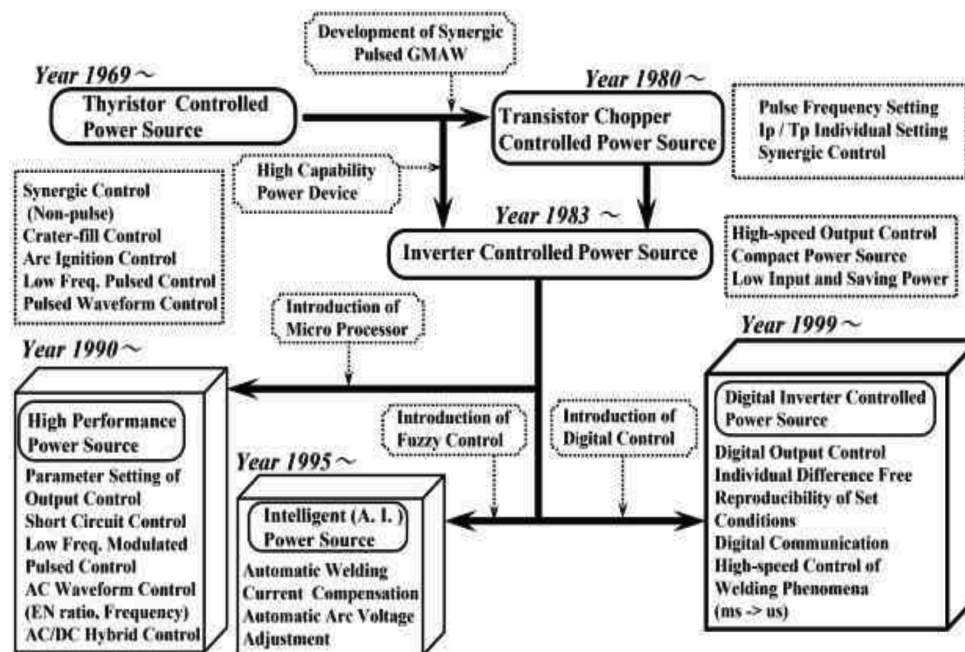 Development of Synergic
Pulsed GMAW
Year 1969～
Thyristor Controlled
Power Source
Year 1980～
Transistor Chopper
Controlled Power Source
Pulse Frequency Setting
Ip / Tp Individual Setting
Synergic Control
High Capability
Power Device
Synergic Control
(Non-pulse)
Crater-fill Control
Arc Ignition Control
Low Freq. Pulsed Control
Pulsed Waveform Control
Year 1983 ～
Inverter Controlled Power Source
High-speed Output Control
Compact Power Source
Low Input and Saving Power
Introduction of
Micro Processor
Year 1990～
High Performance
Power Source
Parameter Setting of
Output Control
Short Circuit Control
Low Freq. Modulated
Pulsed Control
AC Waveform Control
(EN ratio, Frequency)
AC/DC Hybrid Control
Introduction of
Fuzzy Control
Introduction of
Digital Control
Year 1995～
Intelligent (A. I. )
Power Source
Automatic Welding
Current Compensation
Automatic Arc Voltage
Adjustment
Year 1999～
Digital Inverter Controlled
Power Source
Digital Output Control
Individual Difference Free
Reproducibility of Set
Conditions
Digital Communication
High-speed Control of
Welding Phenomena
(ms -> us)